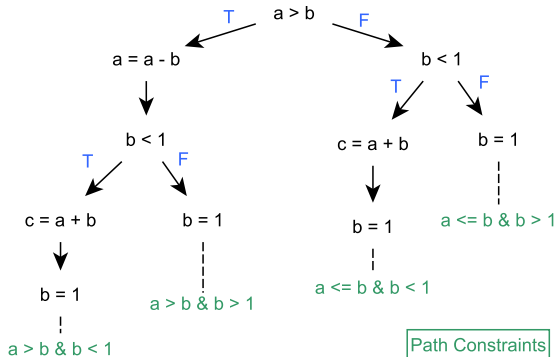 a > b
T
F
a = a - b
b < 1
T
F
b < 1
c = a + b
b = 1
T
F
c = a + b
b = 1
b = 1
a <= b & b > 1
b = 1
a > b & b > 1
a <= b & b < 1
a > b & b < 1
Path Constraints